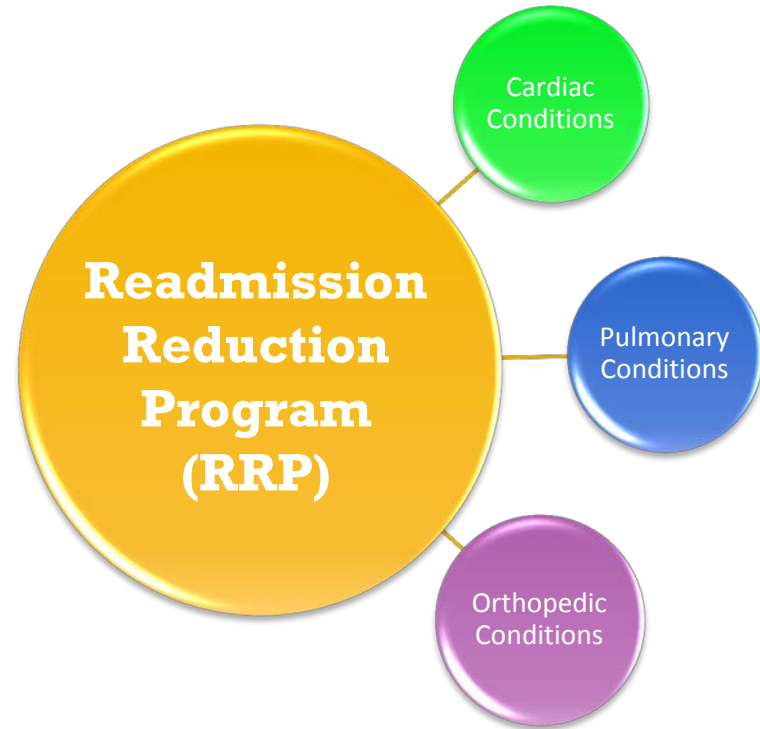 Readmission
Reduction
Program
(RRP)
Cardiac
Conditions
Pulmonary
Conditions
Orthopedic
Conditions